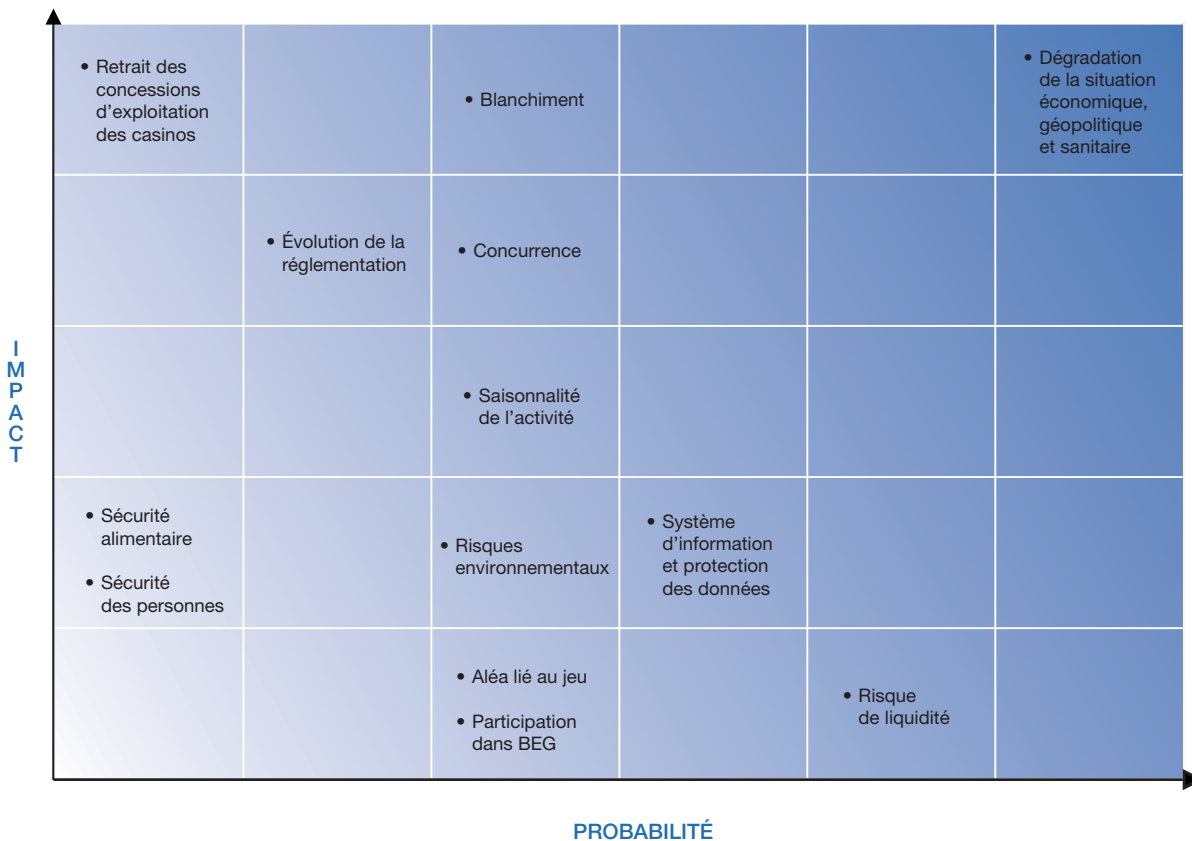 • Retrait des
concessions
d'exploitation
des casinos
• Blanchiment
• Dégradation
de la situation
économique,
géopolitique
et sanitaire
• Évolution de la
réglementation
• Concurrence
I
M
P
A
C
T
• Saisonnalité
de l'activité
• Sécurité
alimentaire
• Sécurité
des personnes
• Risques
environnementaux
• Système
d'information
et protection
des données
• Aléa lié au jeu
• Participation
dans BEG
• Risque
de liquidité
PROBABILITÉ